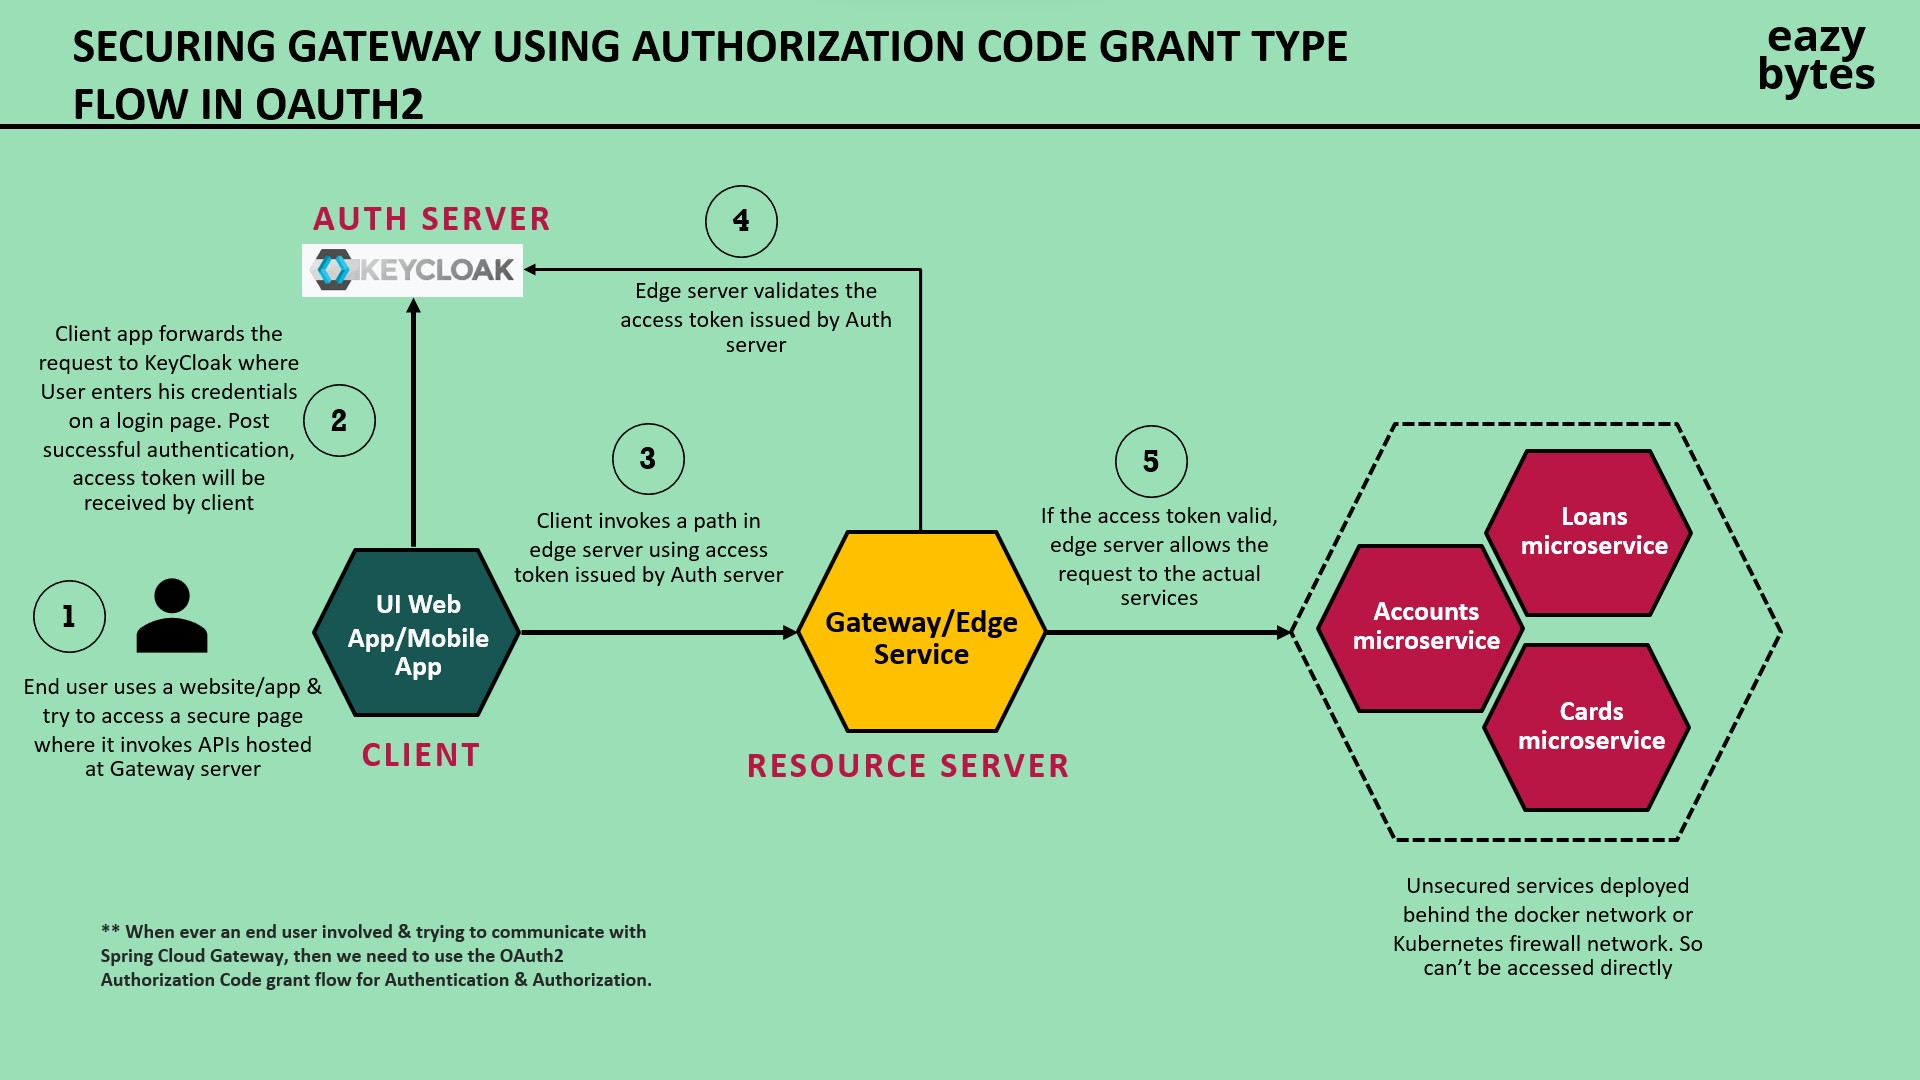 SECURING GATEWAY USING AUTHORIZATION CODE GRANT TYPE
FLOW IN OAUTH2
eazy
bytes
AUTH SERVER
KEYCLOAK
4
Edge server validates the
access token issued by Auth
server
Client app forwards the
request to KeyCloak where
User enters his credentials
on a login page. Post
successful authentication,
access token will be
received by client
2
3
Client invokes a path in
edge server using access
token issued by Auth server
5
If the access token valid,
edge server allows the
request to the actual
services
1
End user uses a website/app &
try to access a secure page
where it invokes APIs hosted
at Gateway server
UI Web
App/Mobile
App
CLIENT
Gateway/Edge
Service
RESOURCE SERVER
Loans
microservice
Accounts
microservice
Cards
microservice
Unsecured services deployed
behind the docker network or
Kubernetes firewall network. So
can't be accessed directly
** When ever an end user involved & trying to communicate with
Spring Cloud Gateway, then we need to use the OAuth2
Authorization Code grant flow for Authentication & Authorization.